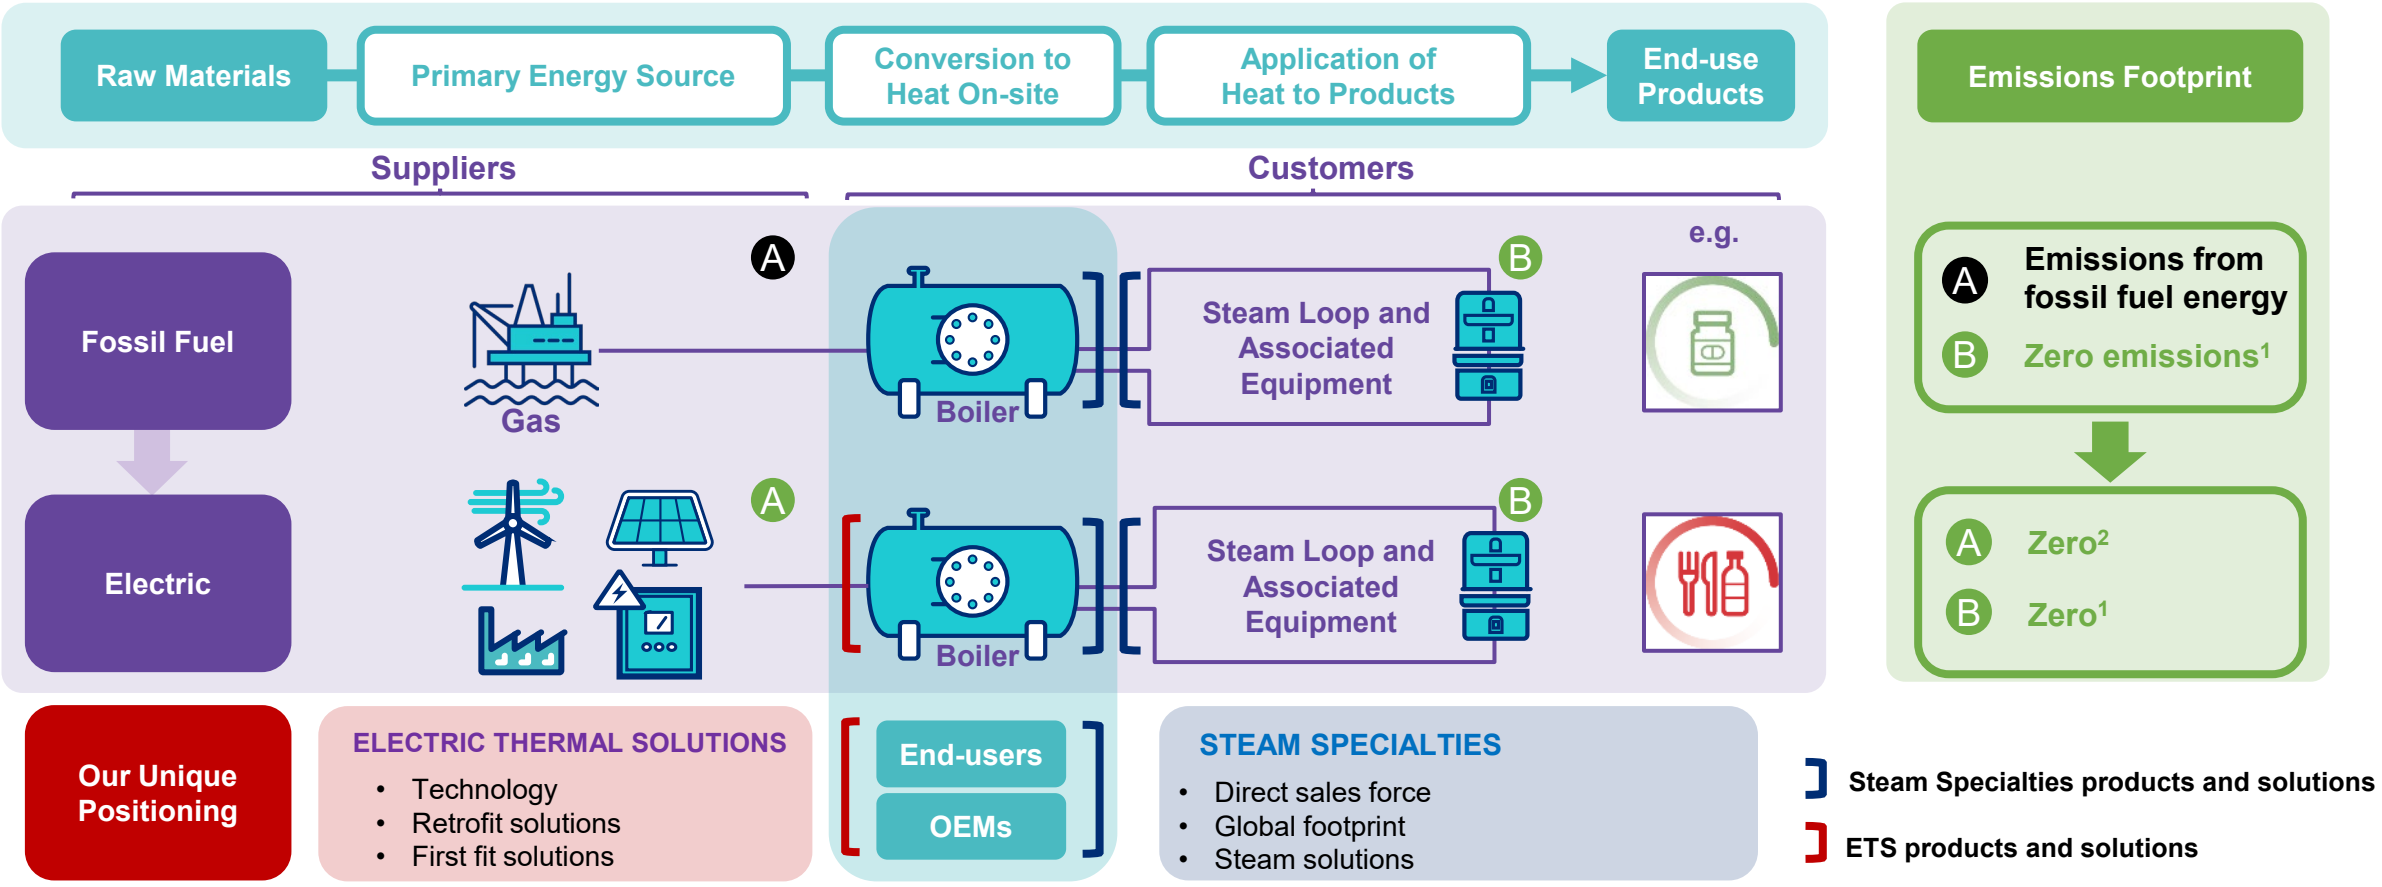 Raw Materials
Primary Energy Source
Conversion to
Heat On-site
Application of
Heat to Products
End-use
Products
Emissions Footprint
Suppliers
Customers
Fossil Fuel
A
Gas
Boiler
Steam Loop and
Associated
Equipment
B
e.g.
A
Emissions from
fossil fuel energy
B
Zero emissions¹
Electric
A
Boiler
Steam Loop and
Associated
Equipment
B
A
Zero²
B
Zero¹
Our Unique
Positioning
ELECTRIC THERMAL SOLUTIONS
• Technology
• Retrofit solutions
• First fit solutions
End-users
OEMs
STEAM SPECIALTIES
• Direct sales force
• Global footprint
• Steam solutions
Steam Specialties products and solutions
ETS products and solutions